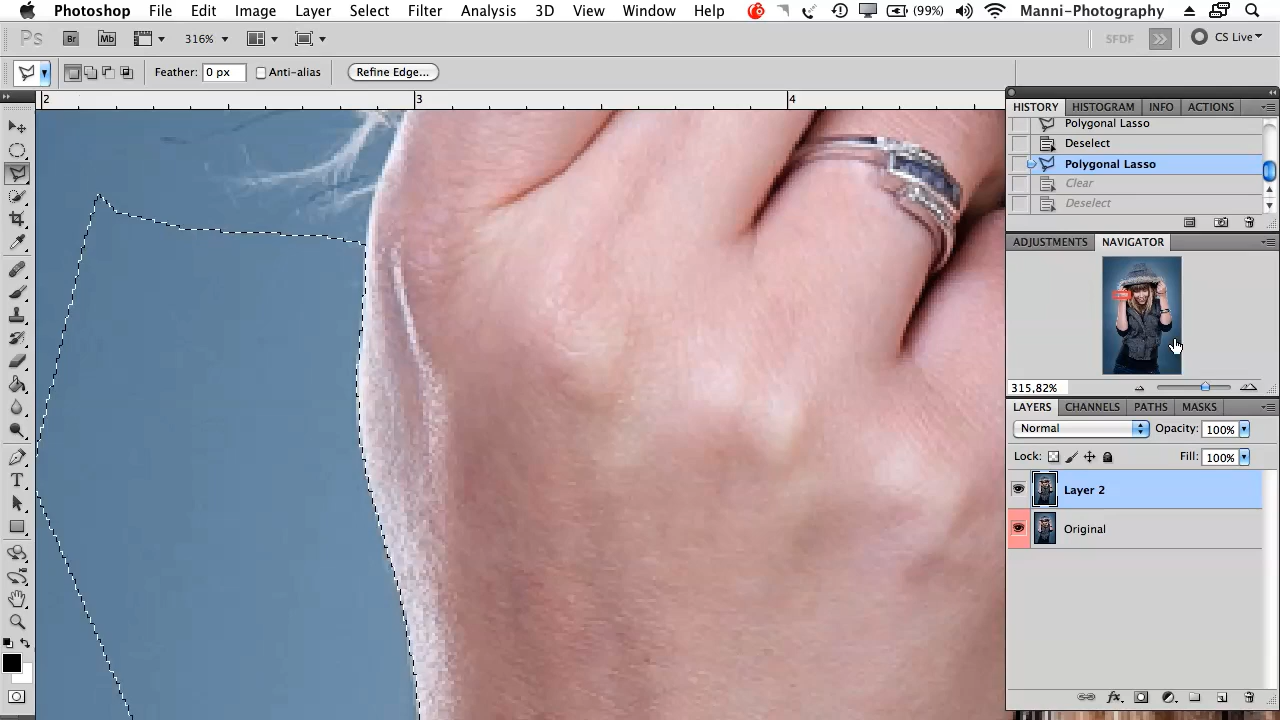 Photoshop File Edit Image Layer Select Filter Analysis 3D View Window Help (99%) Manni-Photography
Ps Br Mb 316% SFDF CS Live
Feather: 0 px Anti-alias Refine Edge...
2 3 4
HISTORY HISTOGRAM INFO ACTIONS
Polygonal Lasso
Deselect
Polygonal Lasso
Clear
Deselect
ADJUSTMENTS NAVIGATOR
315,82%
LAYERS CHANNELS PATHS MASKS
Normal Opacity: 100%
Lock: Fill: 100%
Layer 2
Original